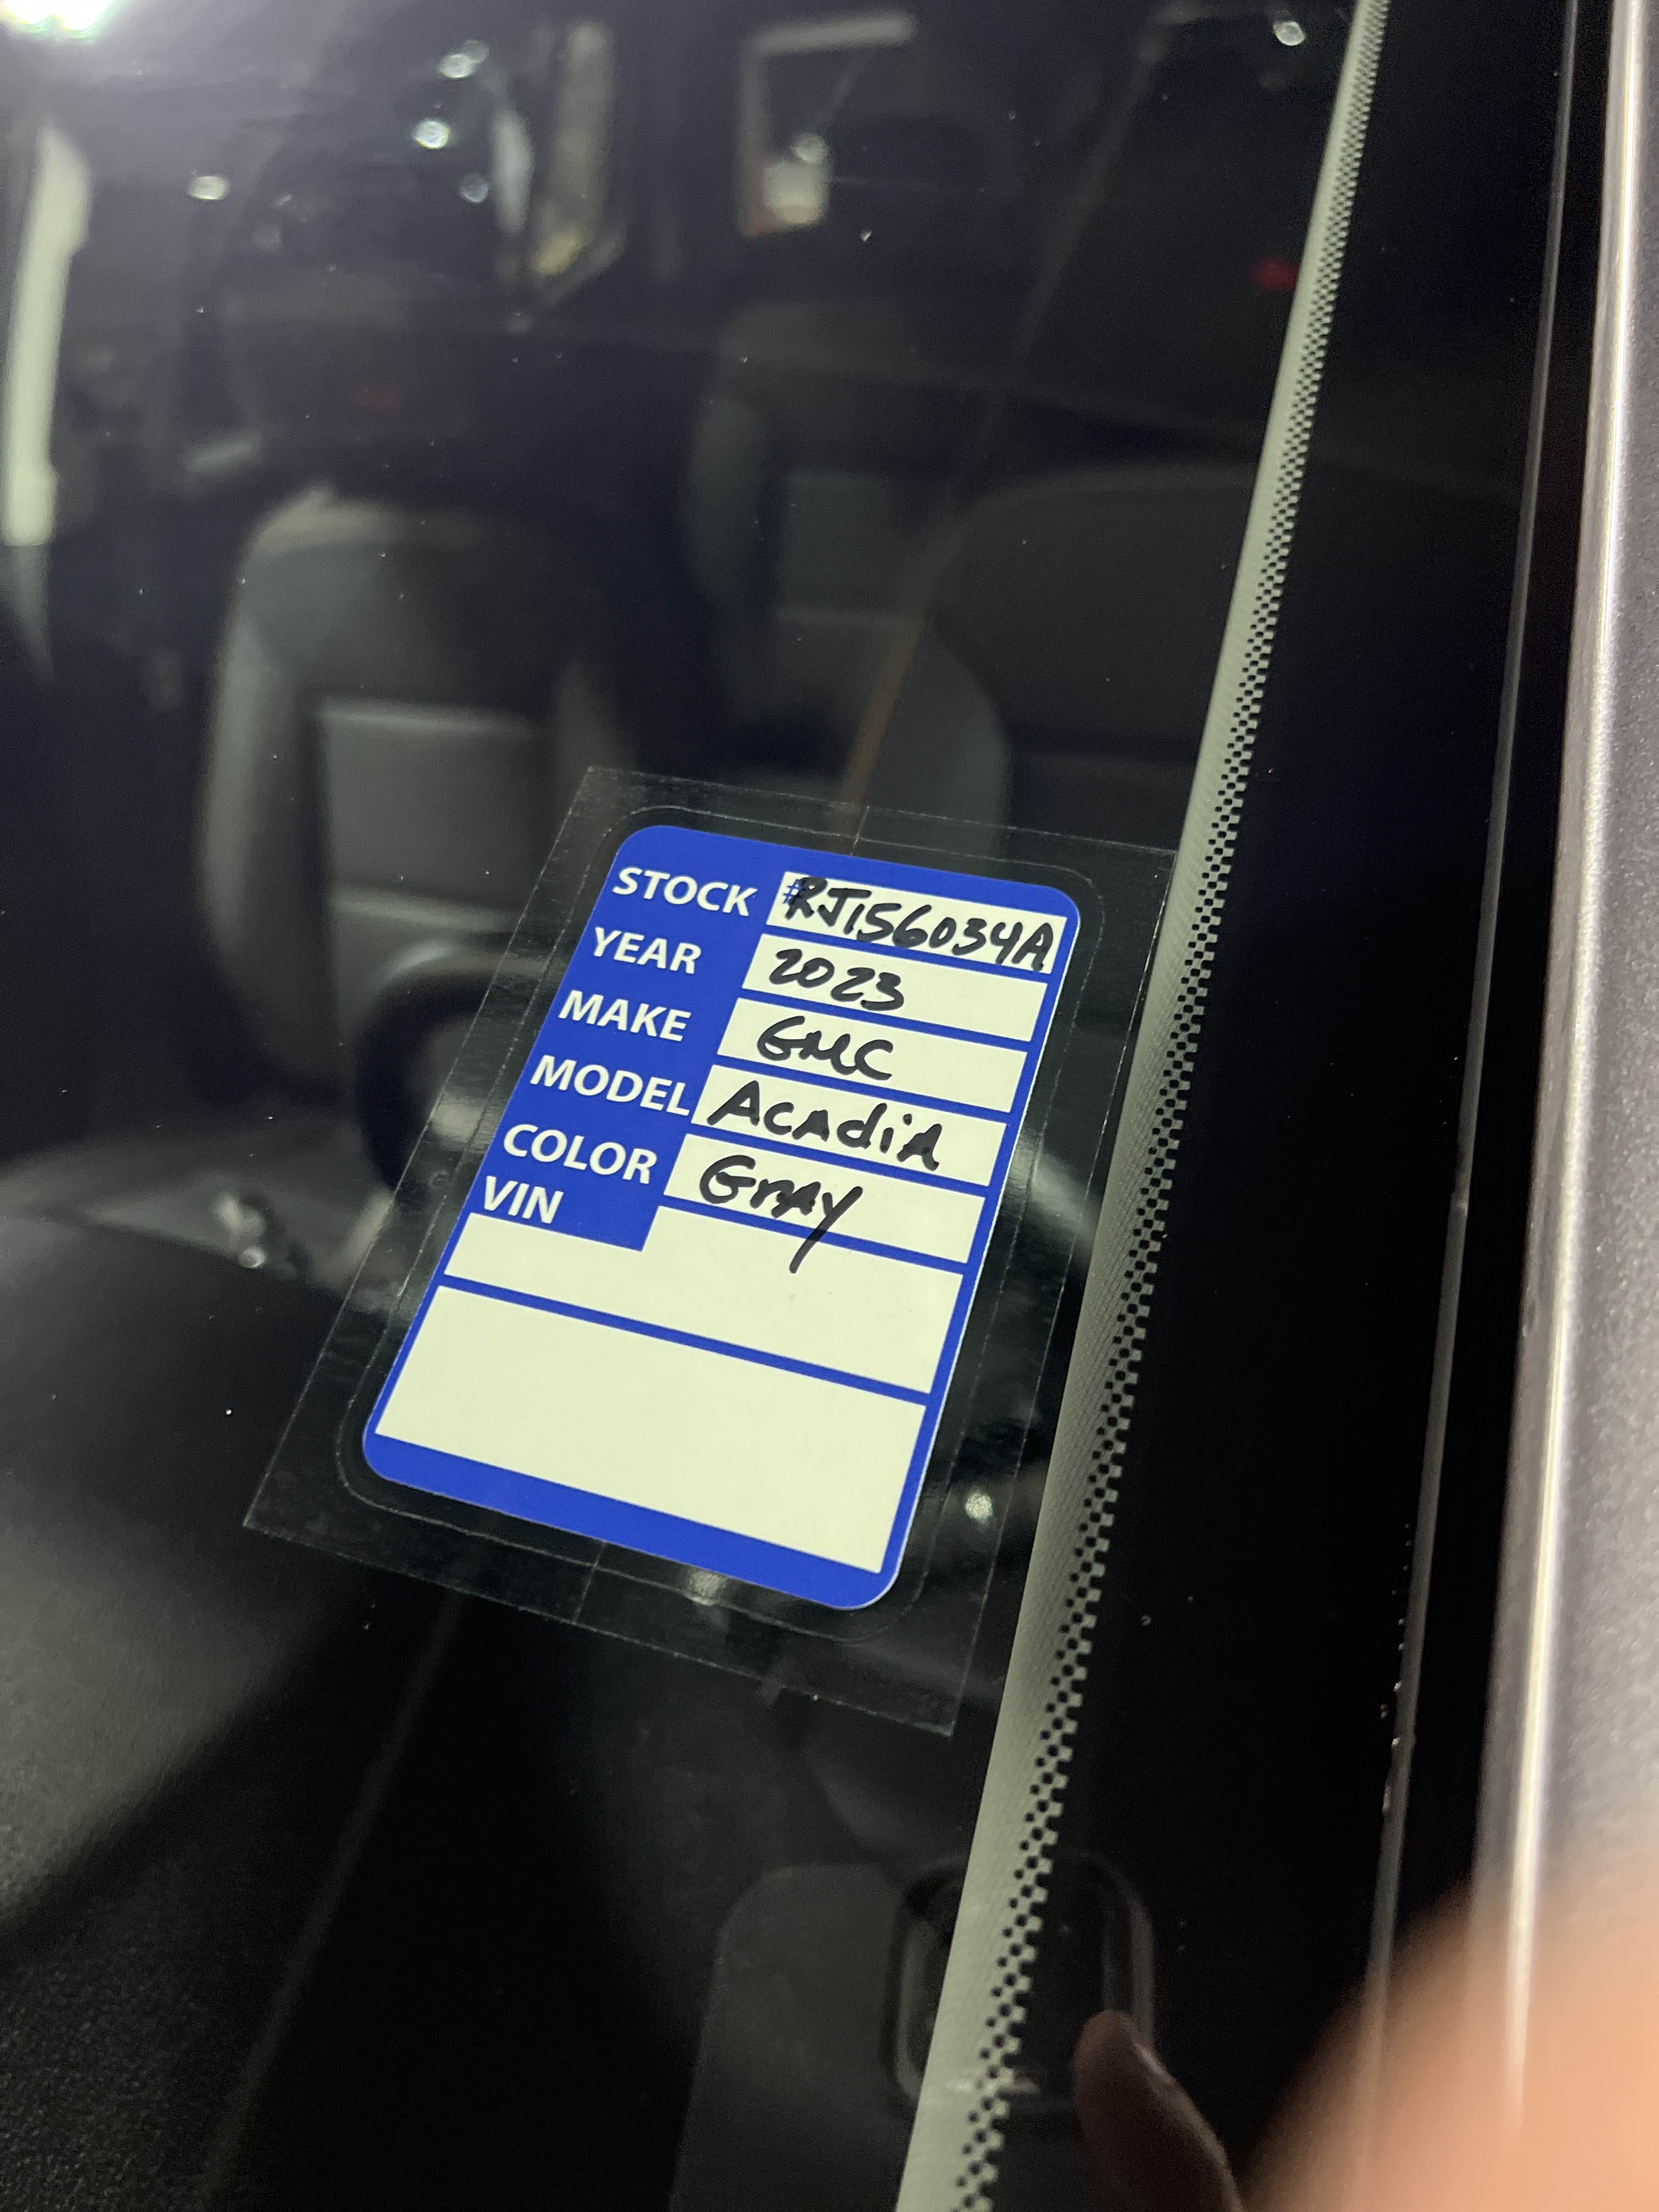 STOCK #RJ156034A
YEAR 2023
MAKE GMC
MODEL Acadia
COLOR Gray
VIN